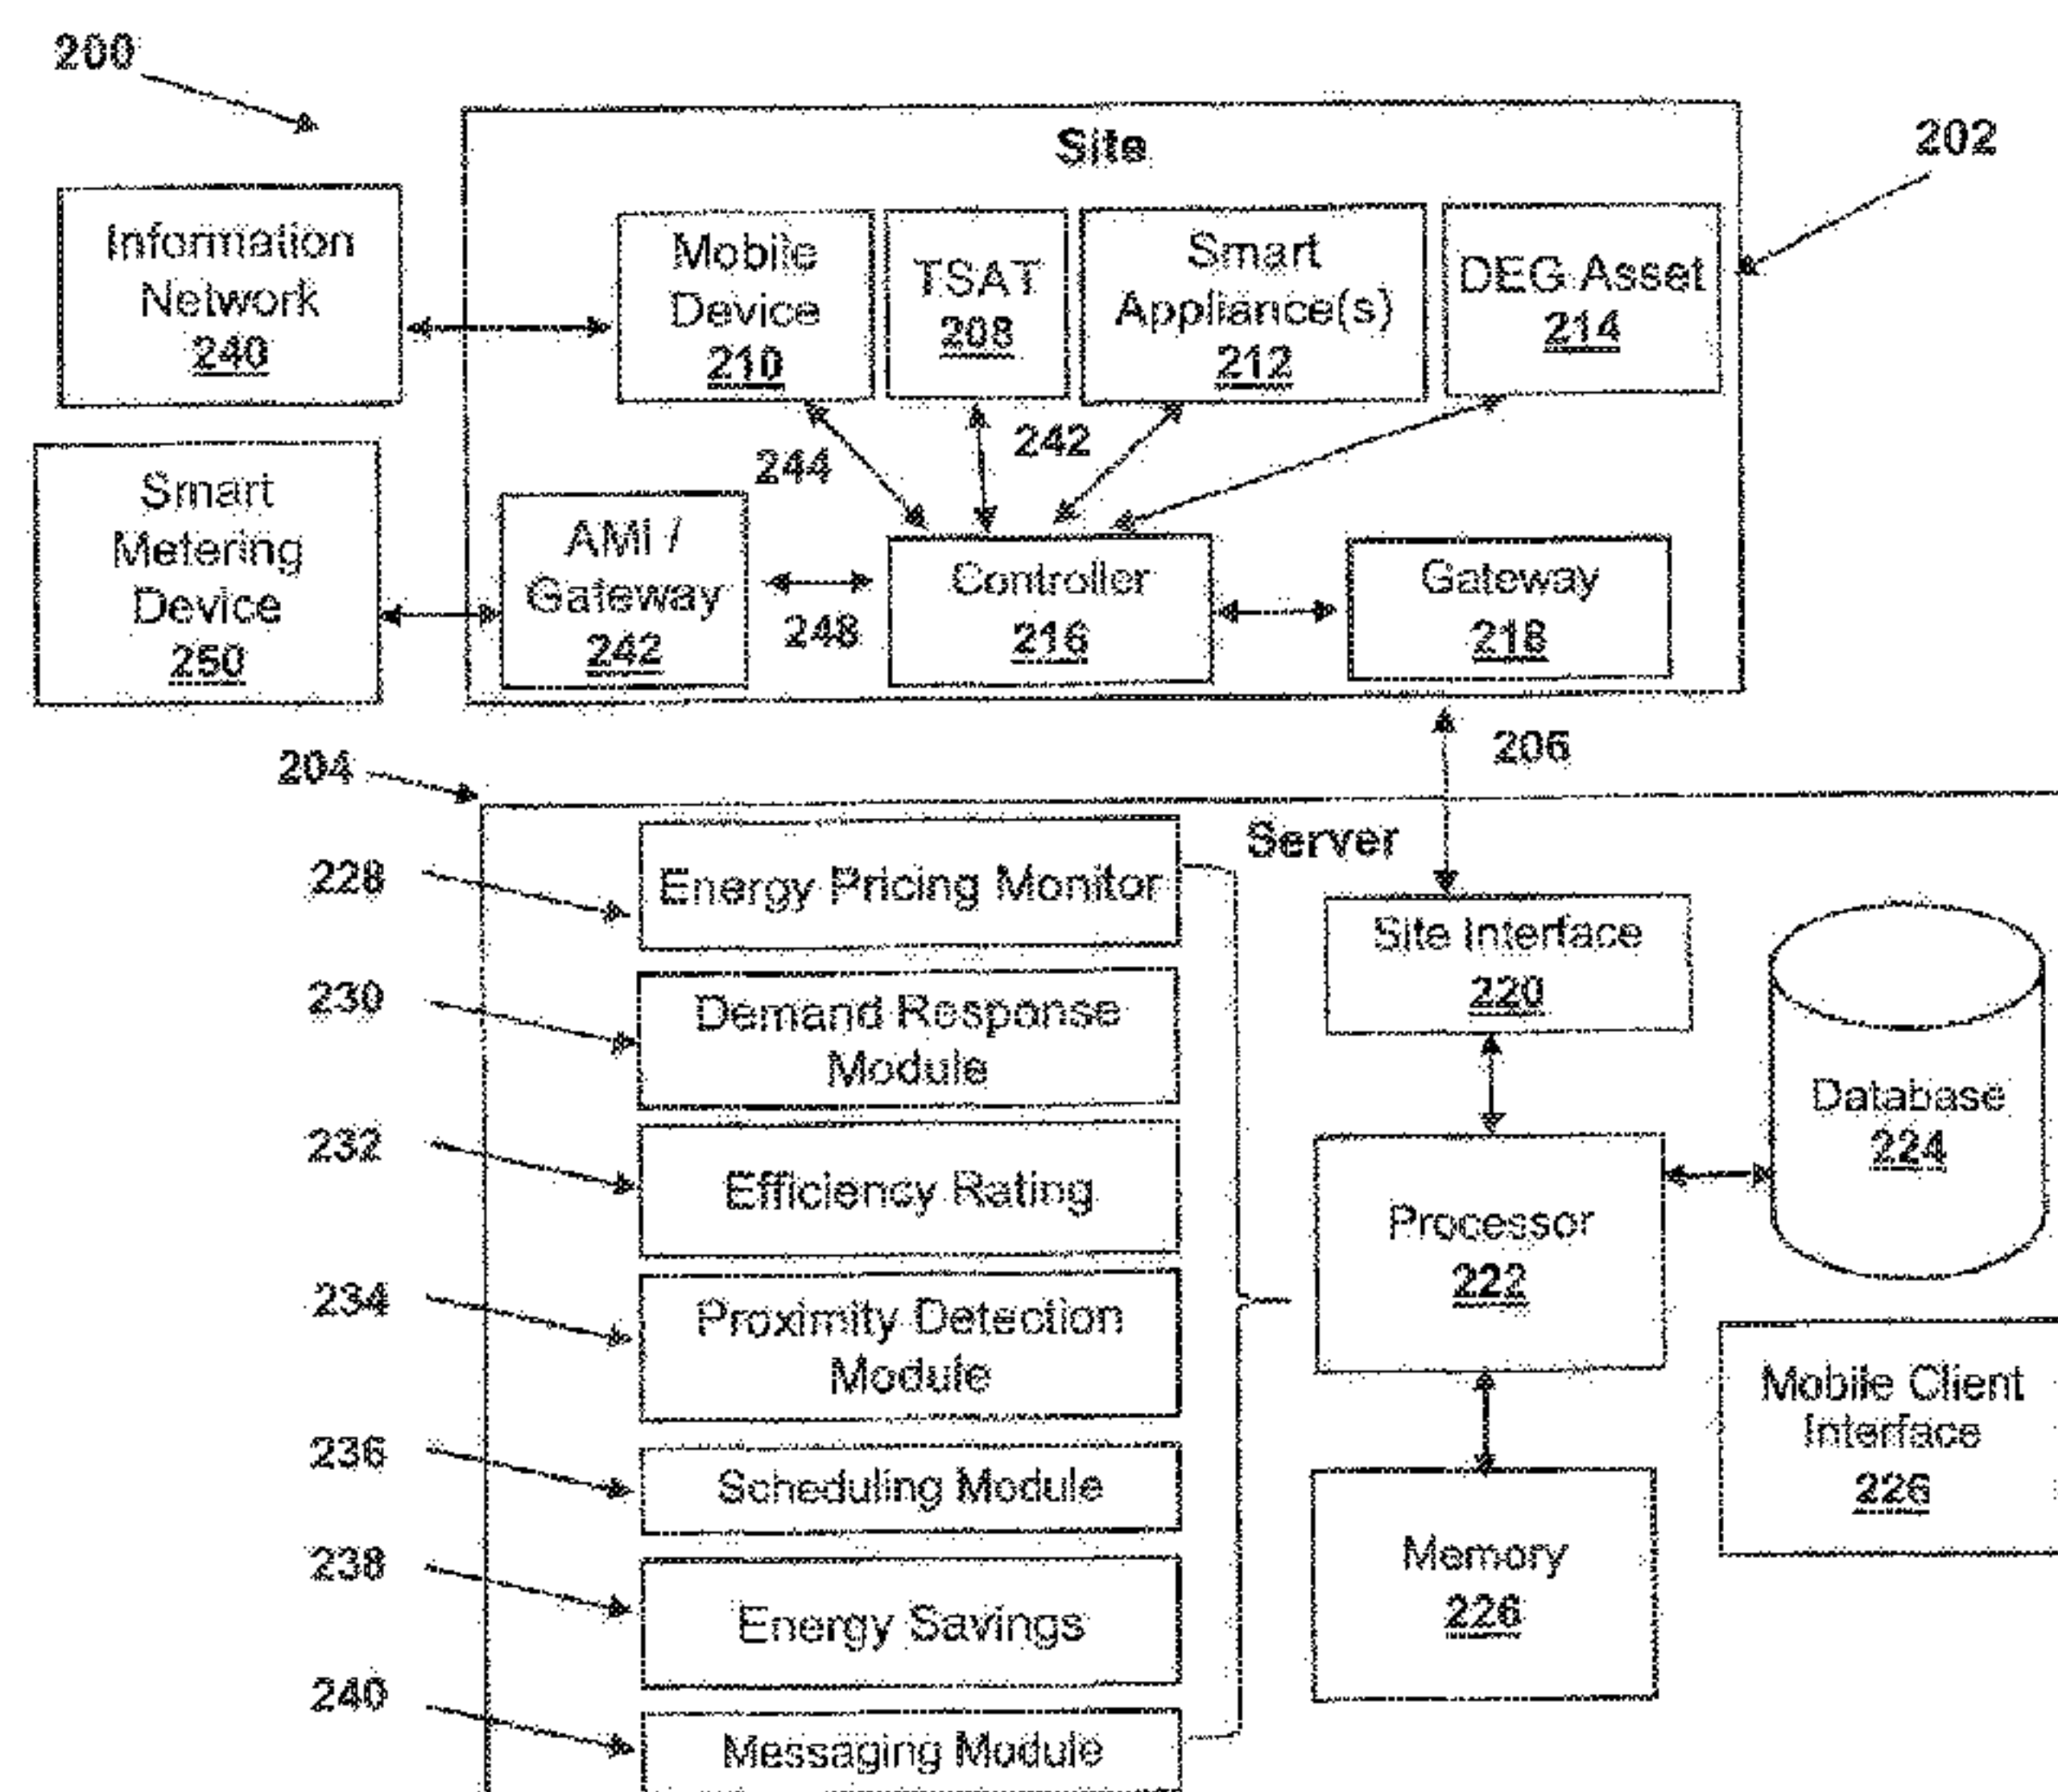 200
Site
202
Information
Network
240
Mobile
Device
210
TSAT
208
Smart
Appliance(s)
212
DEG Asset
214
244
242
Smart
Metering
Device
250
AMI /
Gateway
242
248
Controller
216
Gateway
218
206
204
Server
228
Energy Pricing Monitor
230
Demand Response
Module
232
Efficiency Rating
234
Proximity Detection
Module
236
Scheduling Module
238
Energy Savings
240
Messaging Module
Site Interface
220
Processor
222
Database
224
Memory
226
Mobile Client
Interface
226